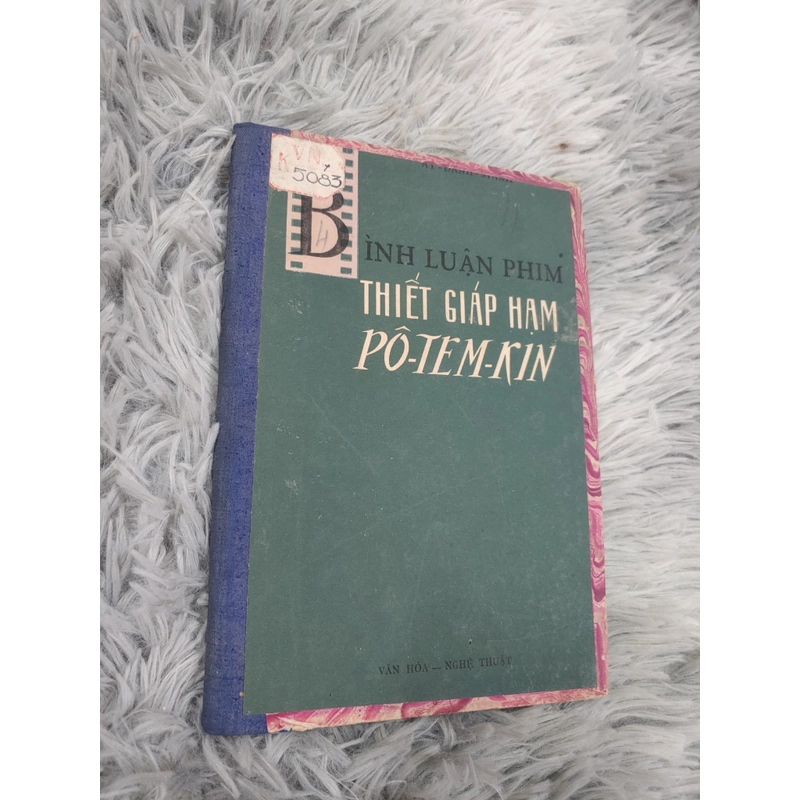 KVN
5083
BÌNH LUẬN PHIM
THIẾT GIÁP HẠM
PÔ-TEM-KIN
VĂN HÓA — NGHỆ THUẬT